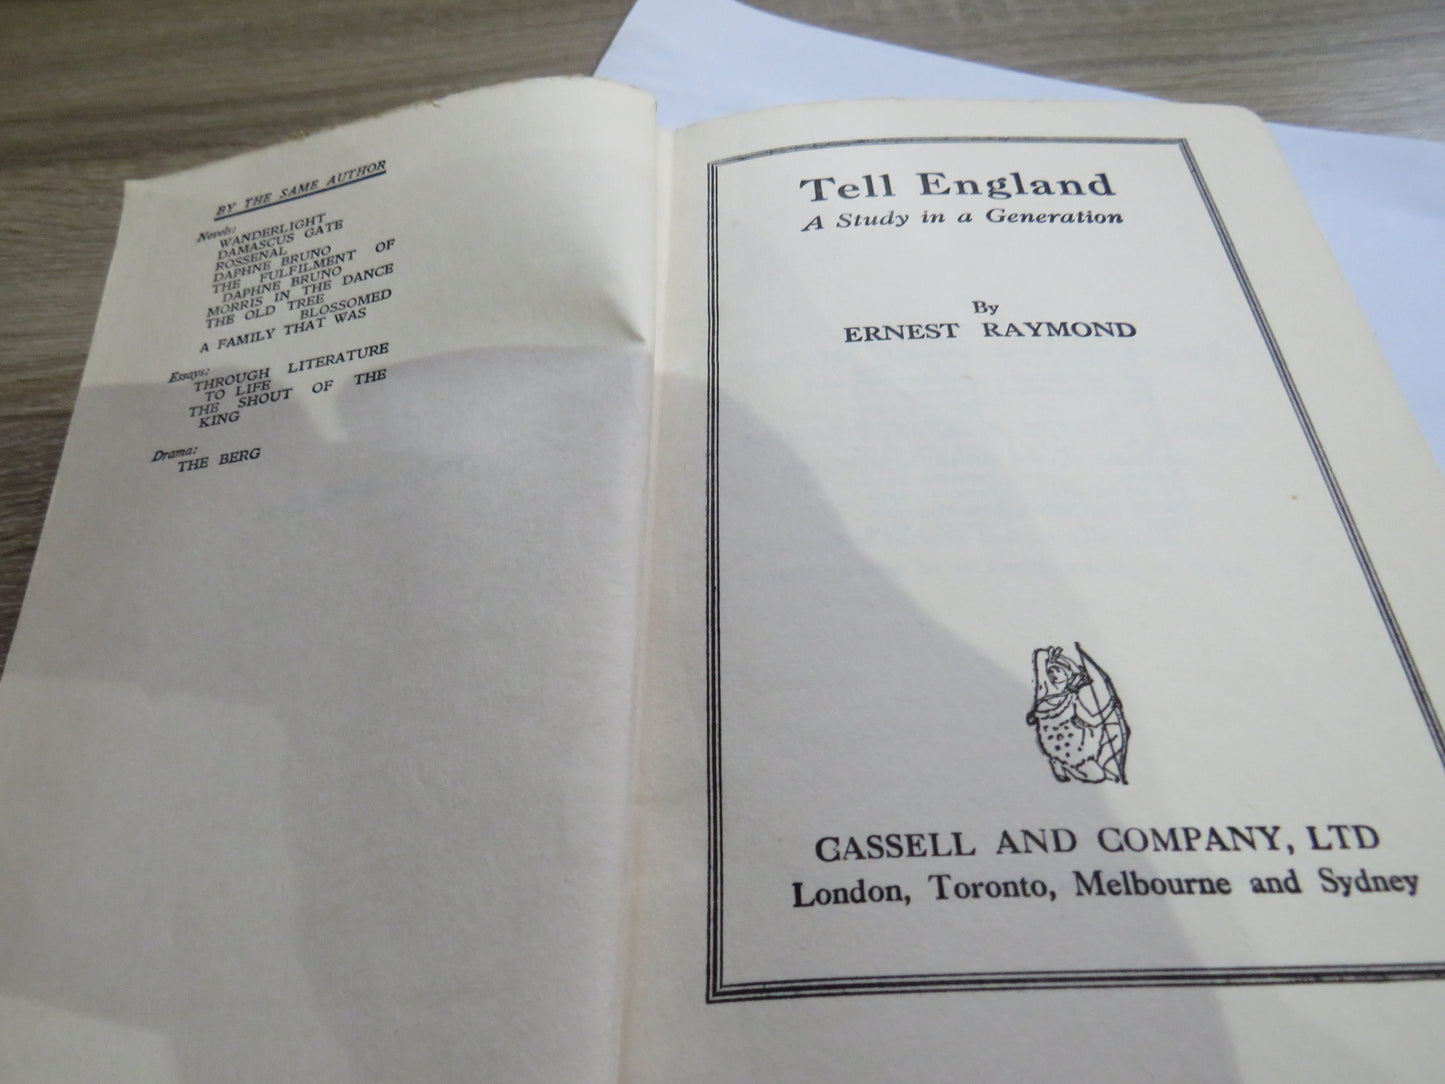 BY THE SAME AUTHOR
Novels:
WANDERLIGHT
DAMASCUS GATE
ROSSENAL
DAPHNE BRUNO
THE FULFILMENT OF
DAPHNE BRUNO
MORRIS IN THE DANCE
THE OLD TREE
BLOSSOMED
A FAMILY THAT WAS
Essays:
THROUGH LITERATURE
TO LIFE
THE SHOUT OF THE
KING
Drama:
THE BERG
Tell England
A Study in a Generation
By
ERNEST RAYMOND
CASSELL AND COMPANY, LTD
London, Toronto, Melbourne and Sydney